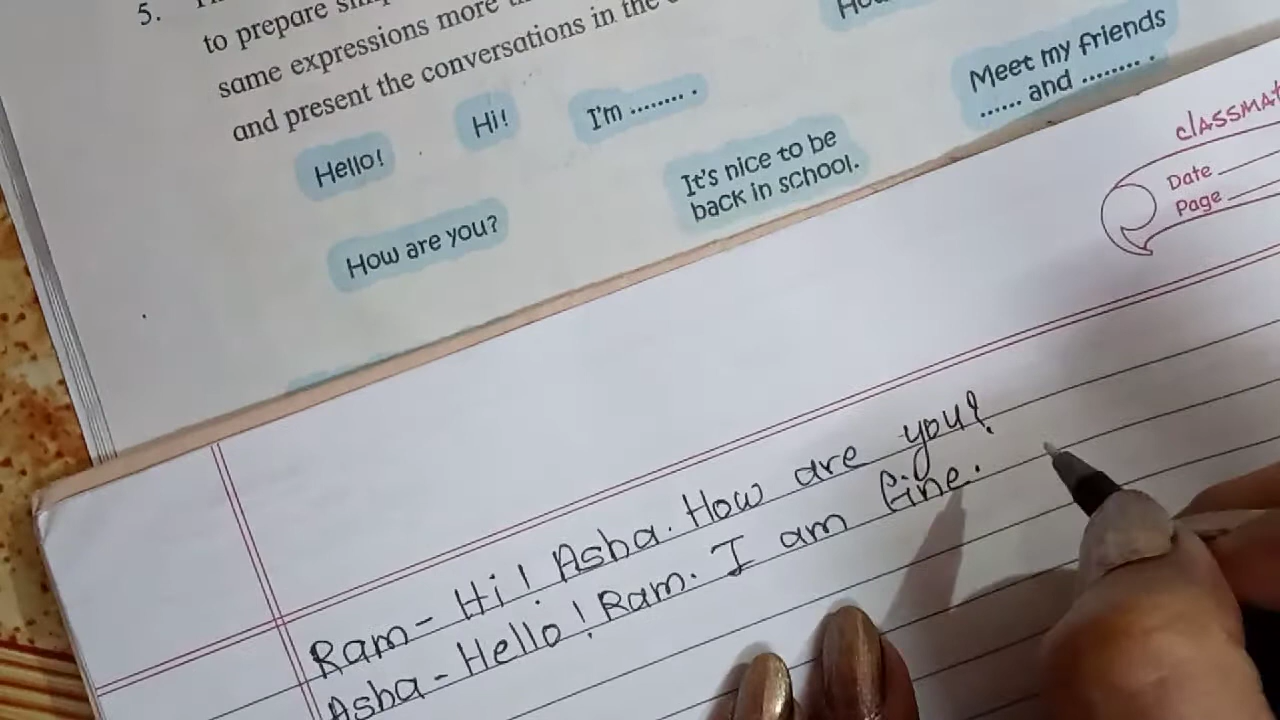 5.
to prepare
same expressions more
and present the conversations in the
Hello!
Hi!
I'm ........ .
Meet my friends
...... and ........ .
How are you?
It's nice to be
back in school.
Date
Page
Ram- Hi! Asha. How are you?
Asha- Hello! Ram. I am fine.